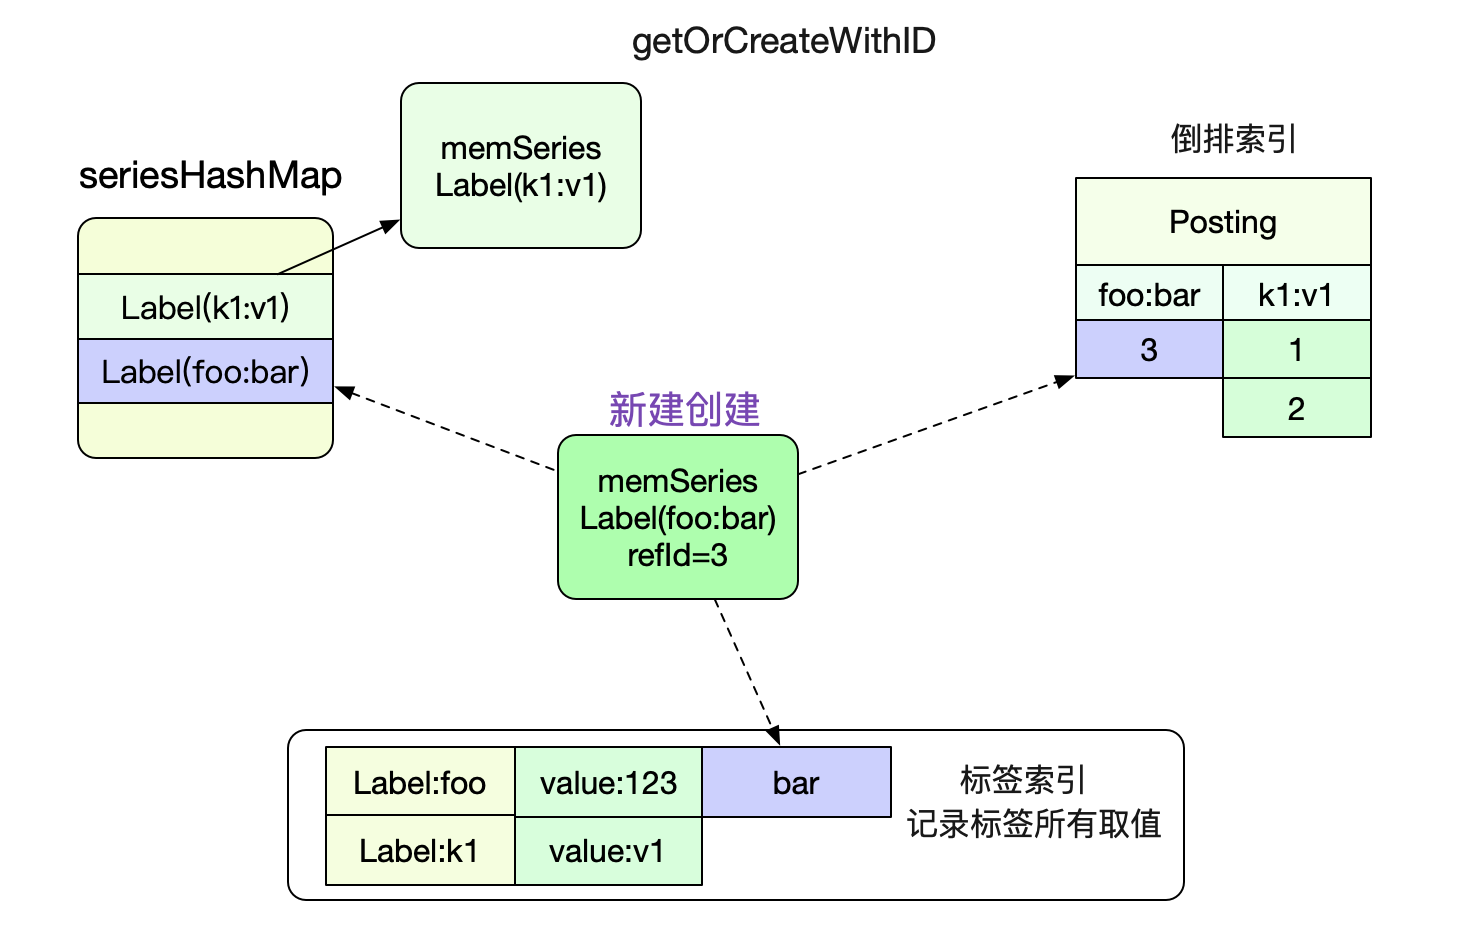 getOrCreateWithID
memSeries
Label(k1:v1)
seriesHashMap
Label(k1:v1)
Label(foo:bar)
倒排索引
Posting
foo:bar k1:v1
3 1
2
新建创建
memSeries
Label(foo:bar)
refId=3
Label:foo value:123 bar
Label:k1 value:v1
标签索引
记录标签所有取值